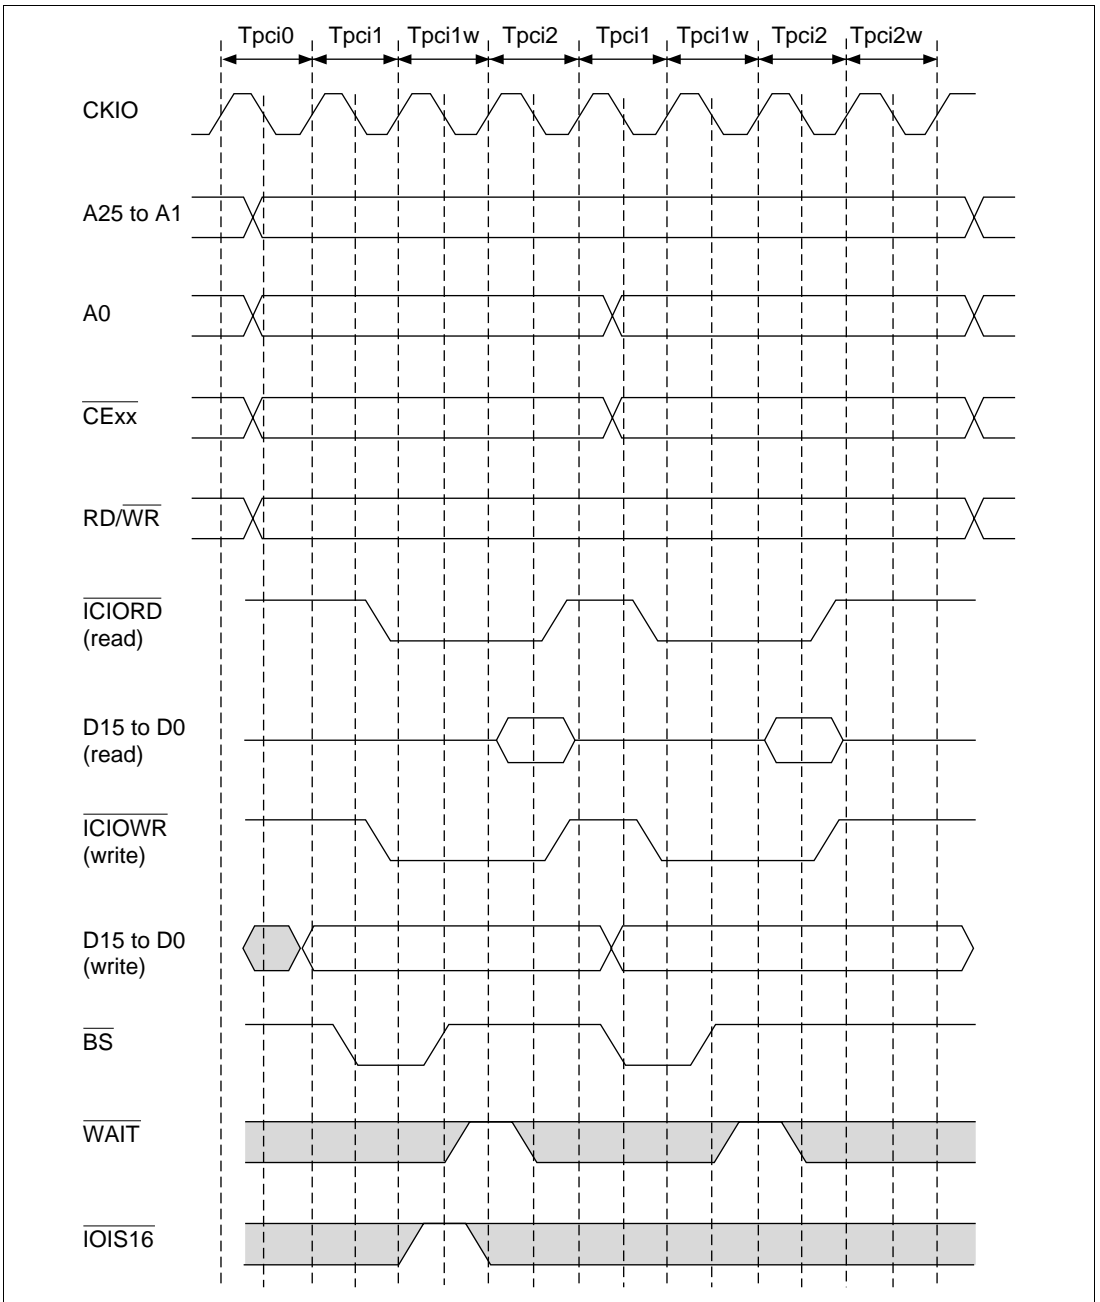 Tpci0 Tpci1 Tpci1w Tpci2 Tpci1 Tpci1w Tpci2 Tpci2w
CKIO
A25 to A1
A0
CExx
RD/WR
ICIORD
(read)
D15 to D0
(read)
ICIOWR
(write)
D15 to D0
(write)
BS
WAIT
IOIS16